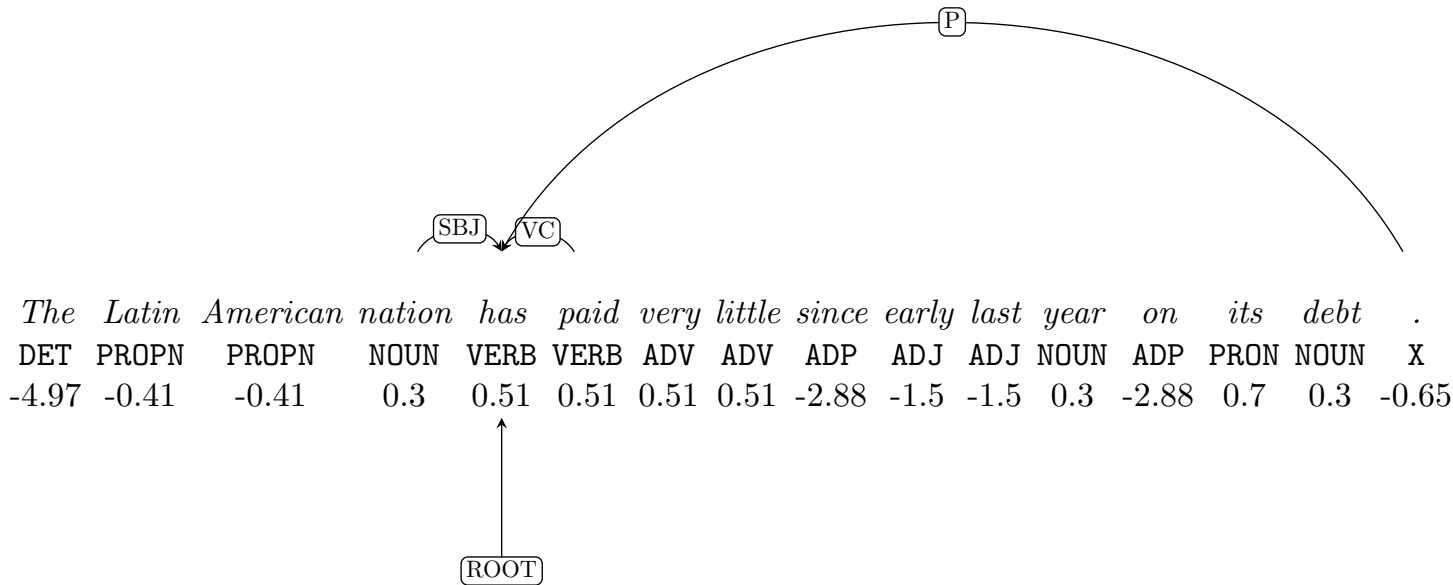 P
SBJ VC
The Latin American nation has paid very little since early last year on its debt .
DET PROPN PROPN NOUN VERB VERB ADV ADV ADP ADJ ADJ NOUN ADP PRON NOUN X
-4.97 -0.41 -0.41 0.3 0.51 0.51 0.51 0.51 -2.88 -1.5 -1.5 0.3 -2.88 0.7 0.3 -0.65
ROOT